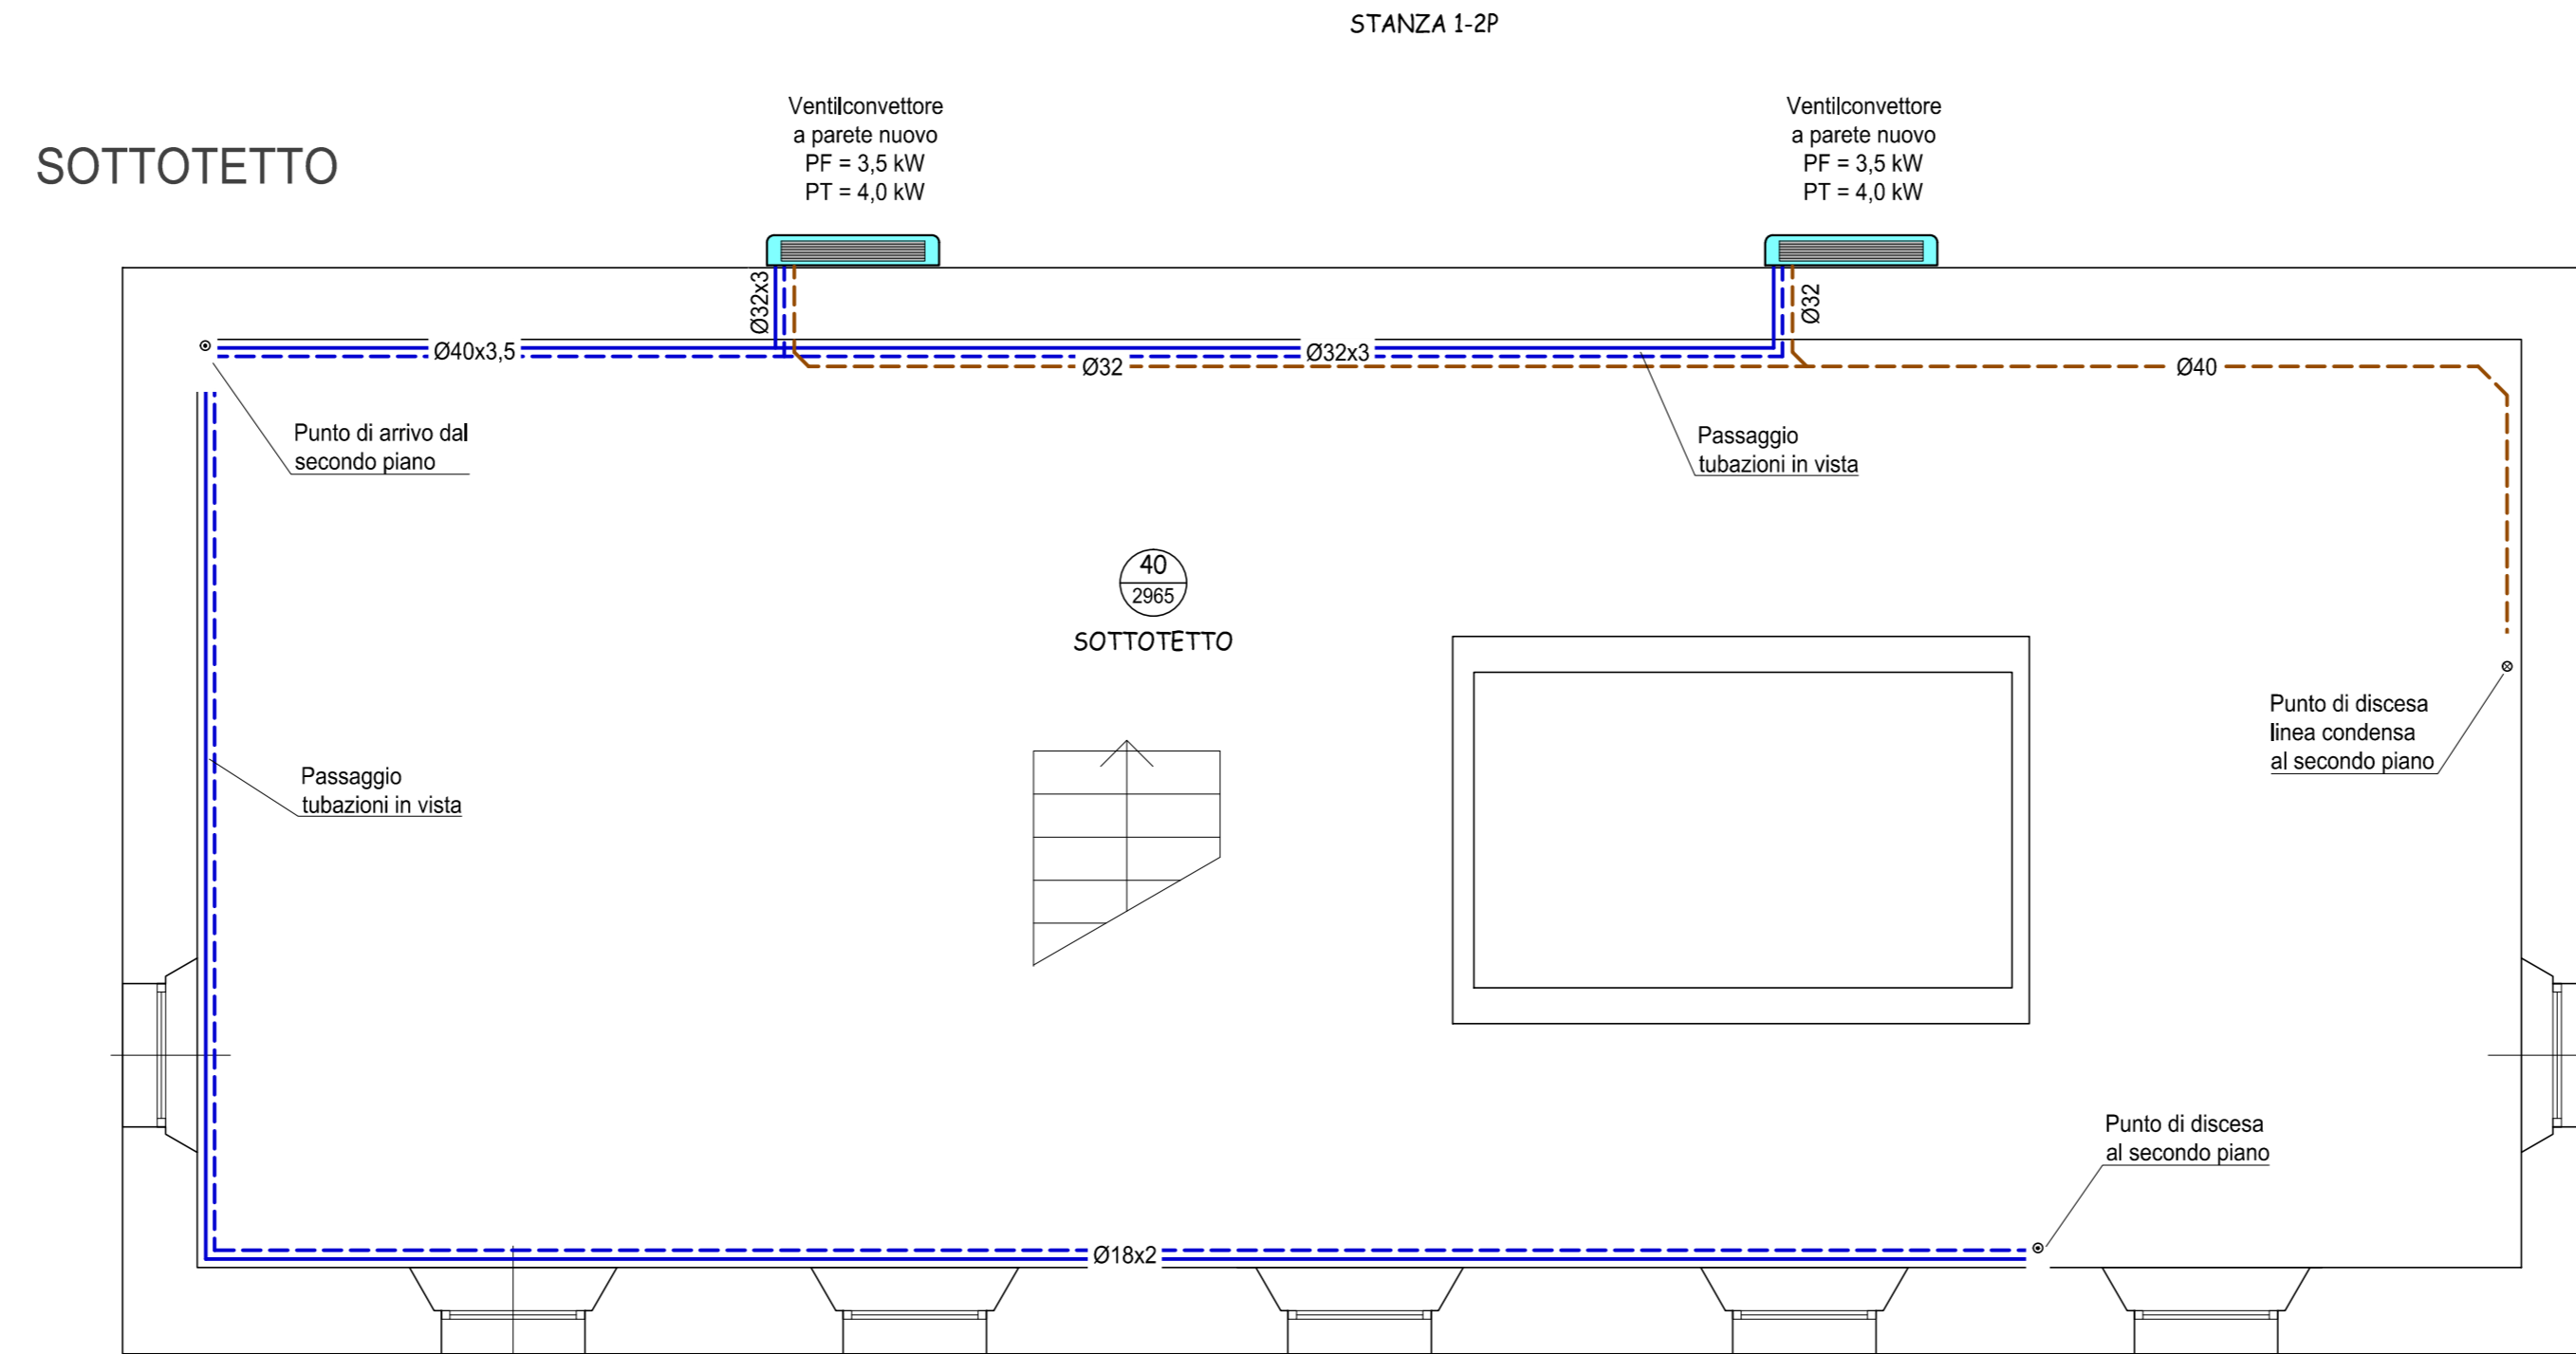 STANZA 1-2P
SOTTOTETTO
Ventilconvettore
a parete nuovo
PF = 3,5 kW
PT = 4,0 kW
Ventilconvettore
a parete nuovo
PF = 3,5 kW
PT = 4,0 kW
Ø32x3
Ø32
Ø40x3,5
Ø32x3
Ø32
Ø40
Punto di arrivo dal
secondo piano
Passaggio
tubazioni in vista
40
2965
SOTTOTETTO
Punto di discesa
linea condensa
al secondo piano
Passaggio
tubazioni in vista
Punto di discesa
al secondo piano
Ø18x2